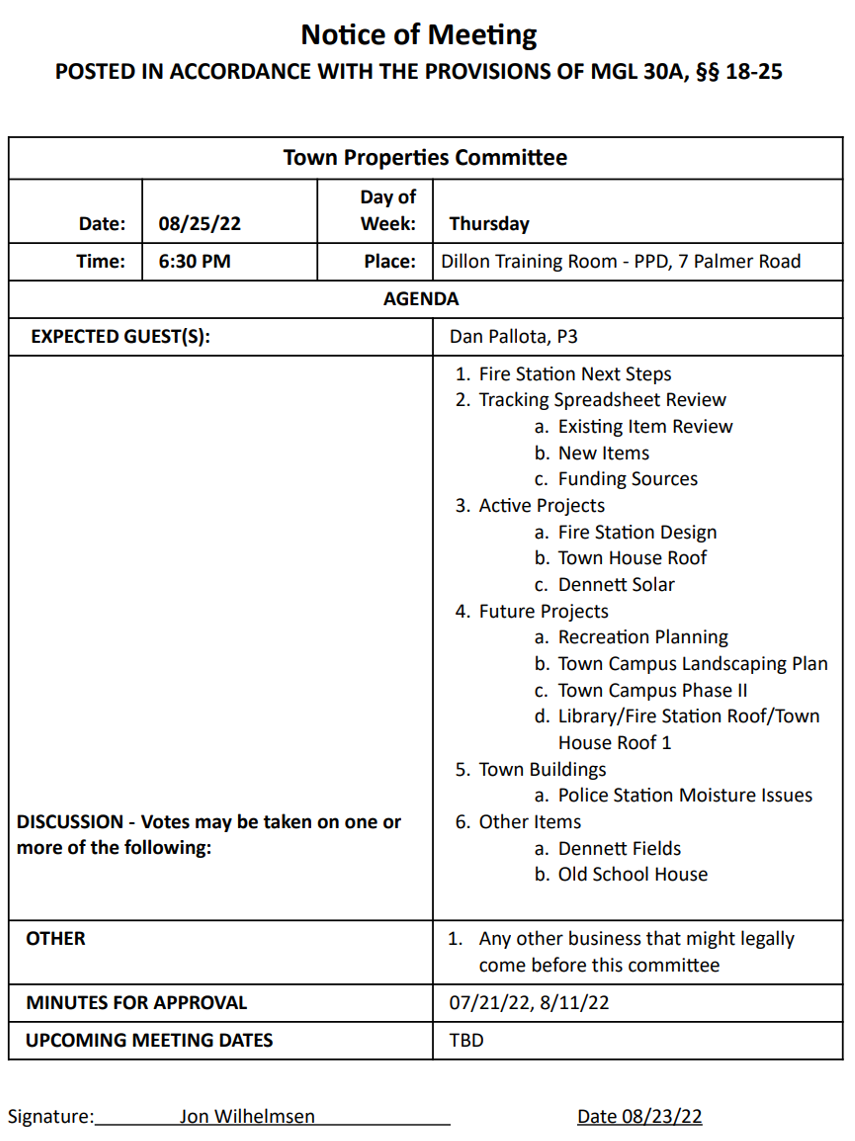 Notice of Meeting
POSTED IN ACCORDANCE WITH THE PROVISIONS OF MGL 30A, §§ 18-25
Town Properties Committee
Date: 08/25/22 Day of Week: Thursday
Time: 6:30 PM Place: Dillon Training Room - PPD, 7 Palmer Road
AGENDA
EXPECTED GUEST(S): Dan Pallota, P3
DISCUSSION - Votes may be taken on one or
more of the following:
1. Fire Station Next Steps
2. Tracking Spreadsheet Review
a. Existing Item Review
b. New Items
c. Funding Sources
3. Active Projects
a. Fire Station Design
b. Town House Roof
c. Dennett Solar
4. Future Projects
a. Recreation Planning
b. Town Campus Landscaping Plan
c. Town Campus Phase II
d. Library/Fire Station Roof/Town
House Roof 1
5. Town Buildings
a. Police Station Moisture Issues
6. Other Items
a. Dennett Fields
b. Old School House
OTHER
1. Any other business that might legally
come before this committee
MINUTES FOR APPROVAL 07/21/22, 8/11/22
UPCOMING MEETING DATES TBD
Signature: Jon Wilhelmsen Date 08/23/22